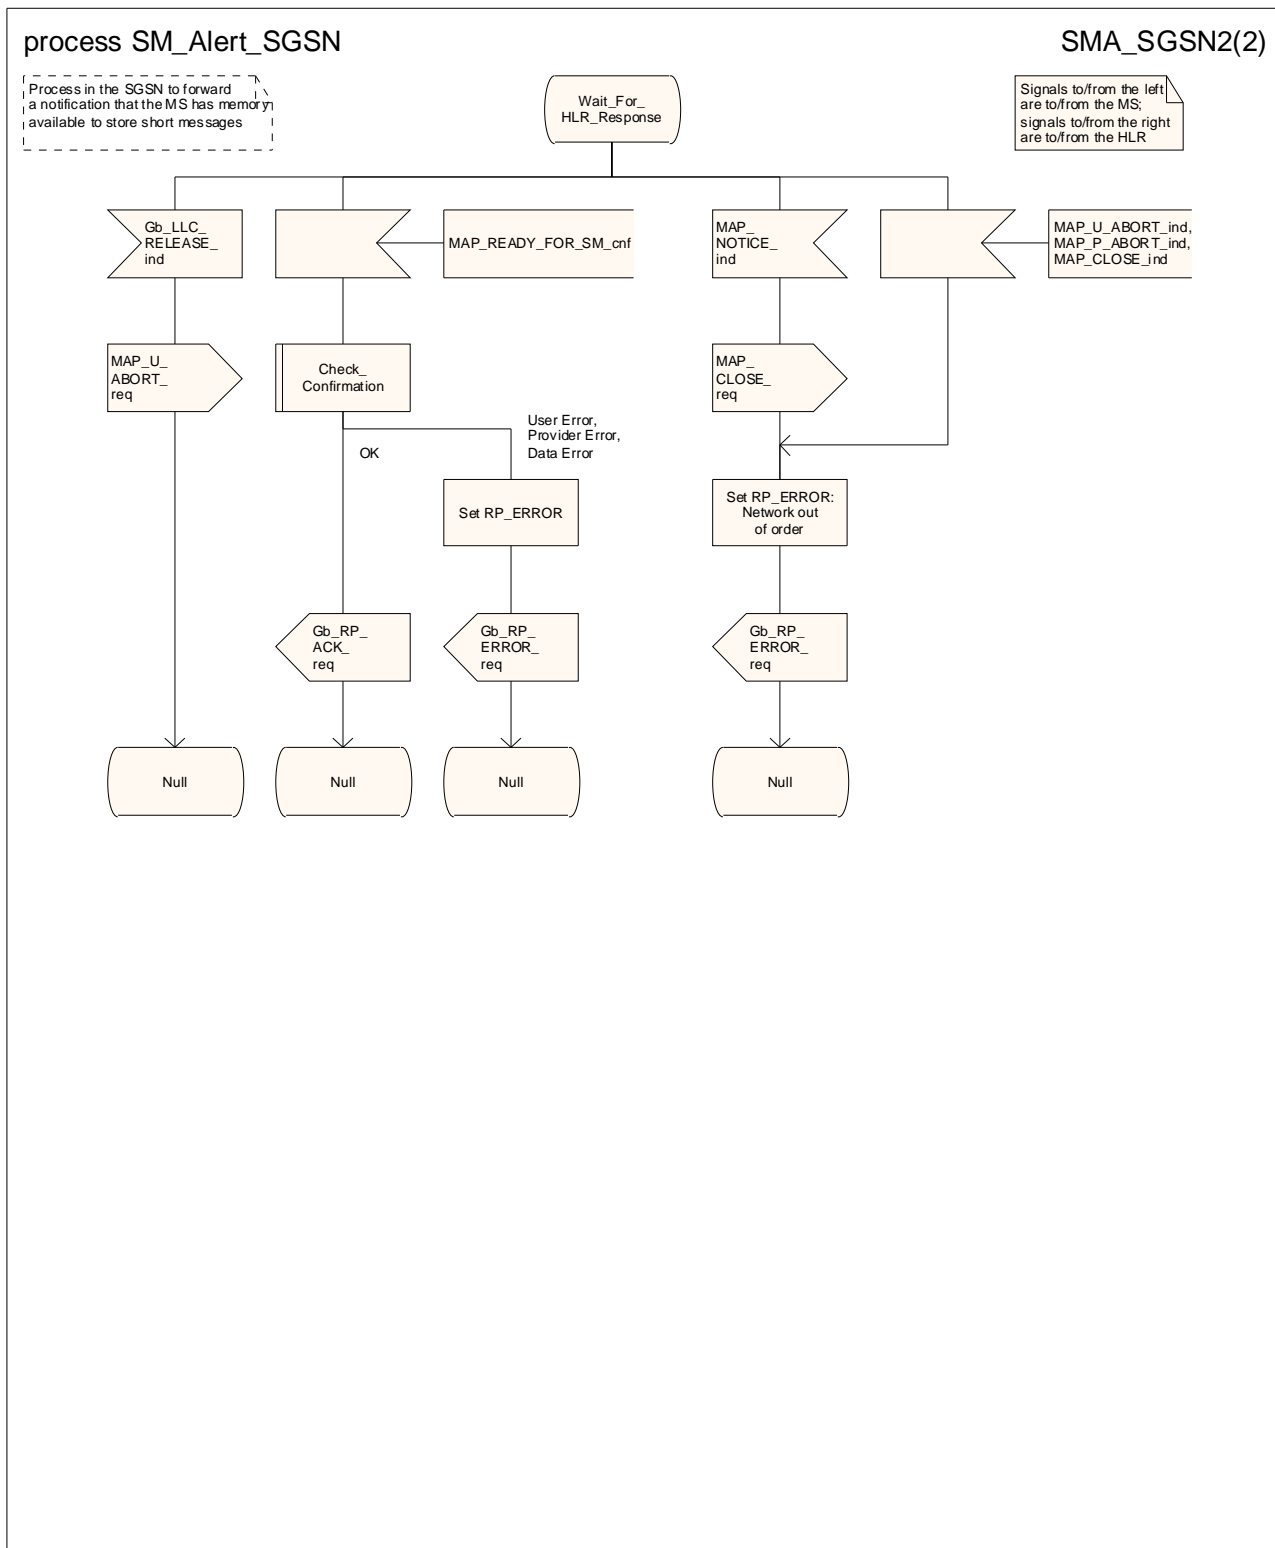 process SM_Alert_SGSN
SMA_SGSN2(2)
Process in the SGSN to forward
a notification that the MS has memory
available to store short messages
Wait_For_
HLR_Response
Signals to/from the left
are to/from the MS;
signals to/from the right
are to/from the HLR
Gb_LLC_
RELEASE_
ind
MAP_READY_FOR_SM_cnf
MAP_
NOTICE_
ind
MAP_U_ABORT_ind,
MAP_P_ABORT_ind,
MAP_CLOSE_ind
MAP_U_
ABORT_
req
Check_
Confirmation
MAP_
CLOSE_
req
User Error,
Provider Error,
Data Error
OK
Set RP_ERROR
Set RP_ERROR:
Network out
of order
Gb_RP_
ACK_
req
Gb_RP_
ERROR_
req
Gb_RP_
ERROR_
req
Null
Null
Null
Null